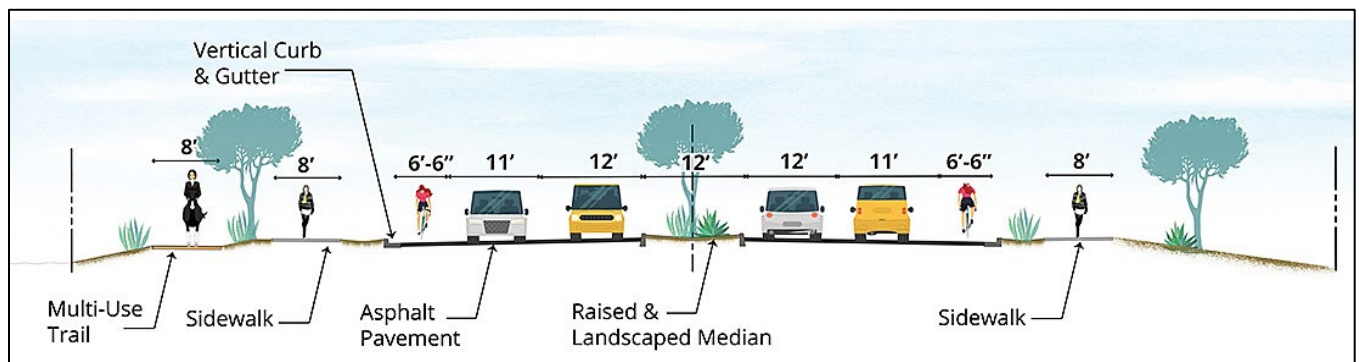 Vertical Curb
& Gutter
8’
8’
6’-6”
11’
12’
12’
12’
11’
6’-6”
8’
Multi-Use
Trail
Sidewalk
Asphalt
Pavement
Raised &
Landscaped Median
Sidewalk